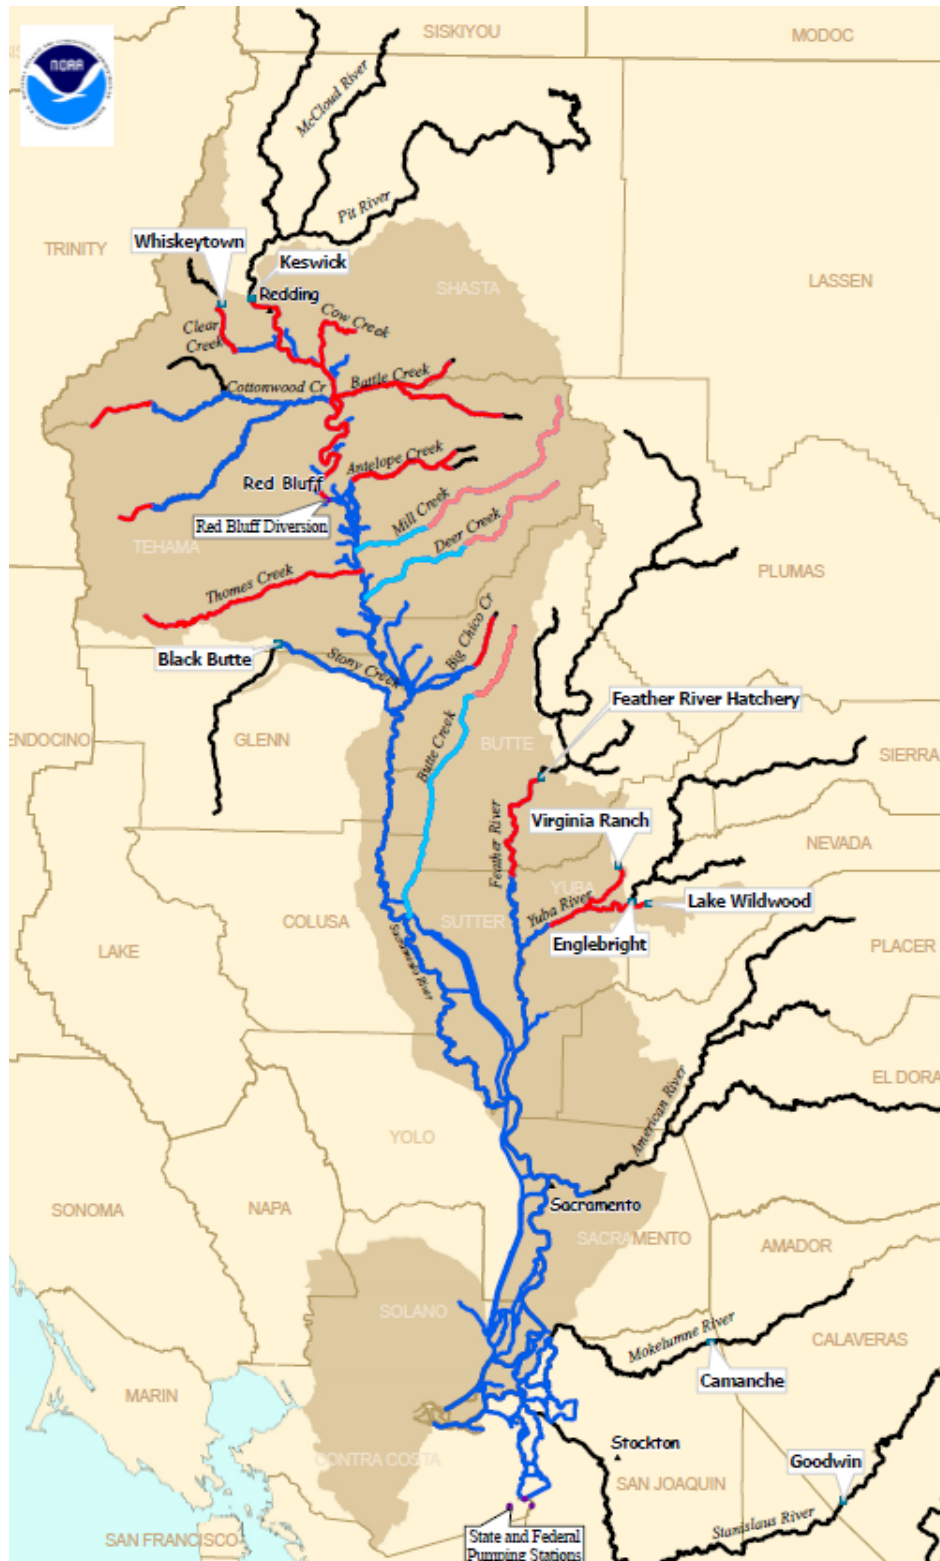 SISKIYOU
MODOC
NOAA
McCloud River
Pit River
TRINITY
Whiskeytown
Keswick
LASSEN
SHASTA
Redding
Clear
Creek
Cow Creek
Cottonwood Cr
Battle Creek
Antelope Creek
Red Bluff
Red Bluff Diversion
Mill Creek
Deer Creek
TEHAMA
PLUMAS
Thomes Creek
Big Chico Cr
Black Butte
Stony Creek
Feather River Hatchery
ENDOCINO
GLENN
Butte Creek
BUTTE
SIERRA
Feather River
Virginia Ranch
NEVADA
YUBA
Lake Wildwood
COLUSA
SUTTER
Yuba River
Englebright
LAKE
Sacramento River
PLACER
EL DORA
American River
YOLO
Sacramento
SONOMA
NAPA
SACRAMENTO
AMADOR
SOLANO
Mokelumne River
CALAVERAS
Camanche
MARIN
Stockton
CONTRA COSTA
Goodwin
SAN JOAQUIN
Stanislaus River
SAN FRANCISCO
State and Federal
Pumping Stations